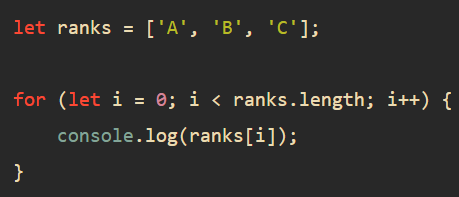 let ranks = ['A', 'B', 'C'];

for (let i = 0; i < ranks.length; i++) {
    console.log(ranks[i]);
}